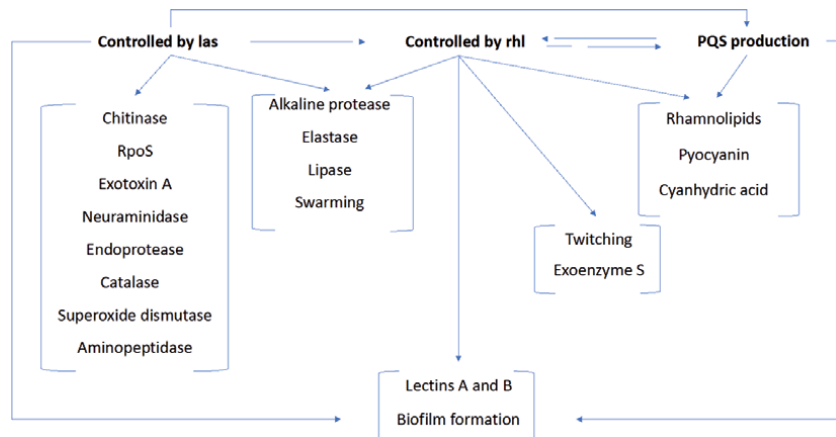 Controlled by las
Controlled by rhl
PQS production
Chitinase
RpoS
Exotoxin A
Neuraminidase
Endoprotease
Catalase
Superoxide dismutase
Aminopeptidase
Alkaline protease
Elastase
Lipase
Swarming
Rhamnolipids
Pyocyanin
Cyanhydric acid
Twitching
Exoenzyme S
Lectins A and B
Biofilm formation